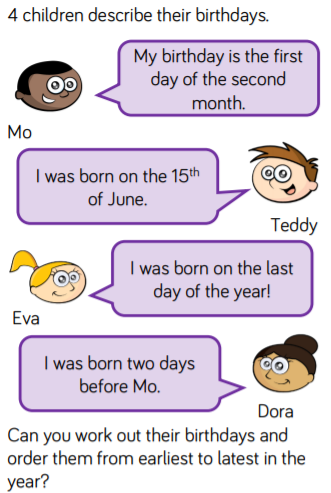 4 children describe their birthdays.
My birthday is the first
day of the second
month.
Mo
I was born on the 15th
of June.
Teddy
I was born on the last
day of the year!
Eva
I was born two days
before Mo.
Dora
Can you work out their birthdays and
order them from earliest to latest in the
year?